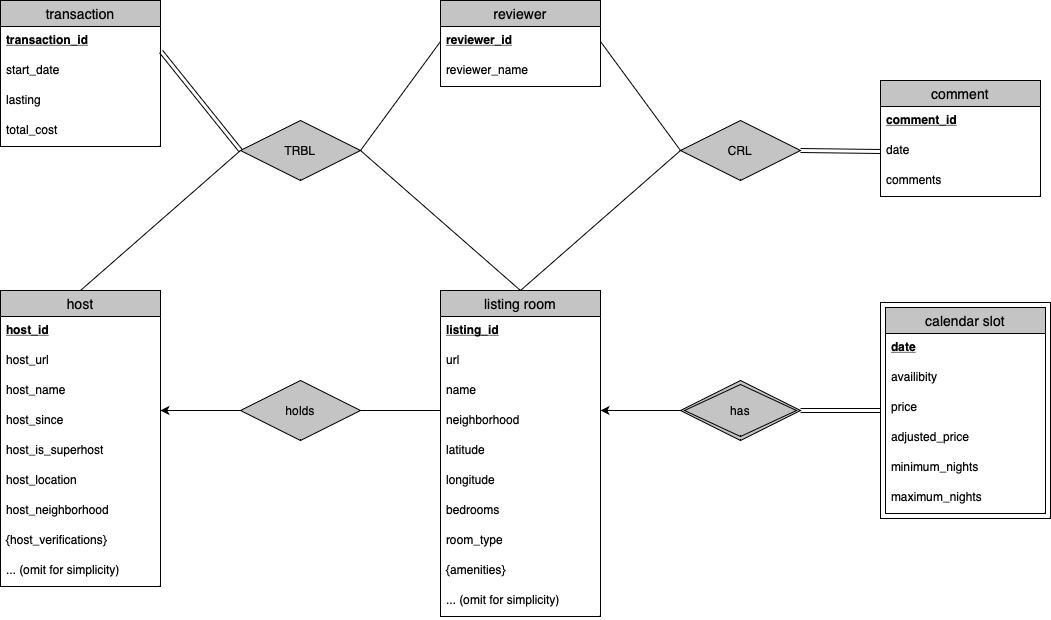 transaction
transaction_id
start_date
lasting
total_cost
reviewer
reviewer_id
reviewer_name
comment
comment_id
date
comments
TRBL
CRL
host
host_id
host_url
host_name
host_since
host_is_superhost
host_location
host_neighborhood
{host_verifications}
... (omit for simplicity)
holds
listing room
listing_id
url
name
neighborhood
latitude
longitude
bedrooms
room_type
{amenities}
... (omit for simplicity)
has
calendar slot
date
availibity
price
adjusted_price
minimum_nights
maximum_nights